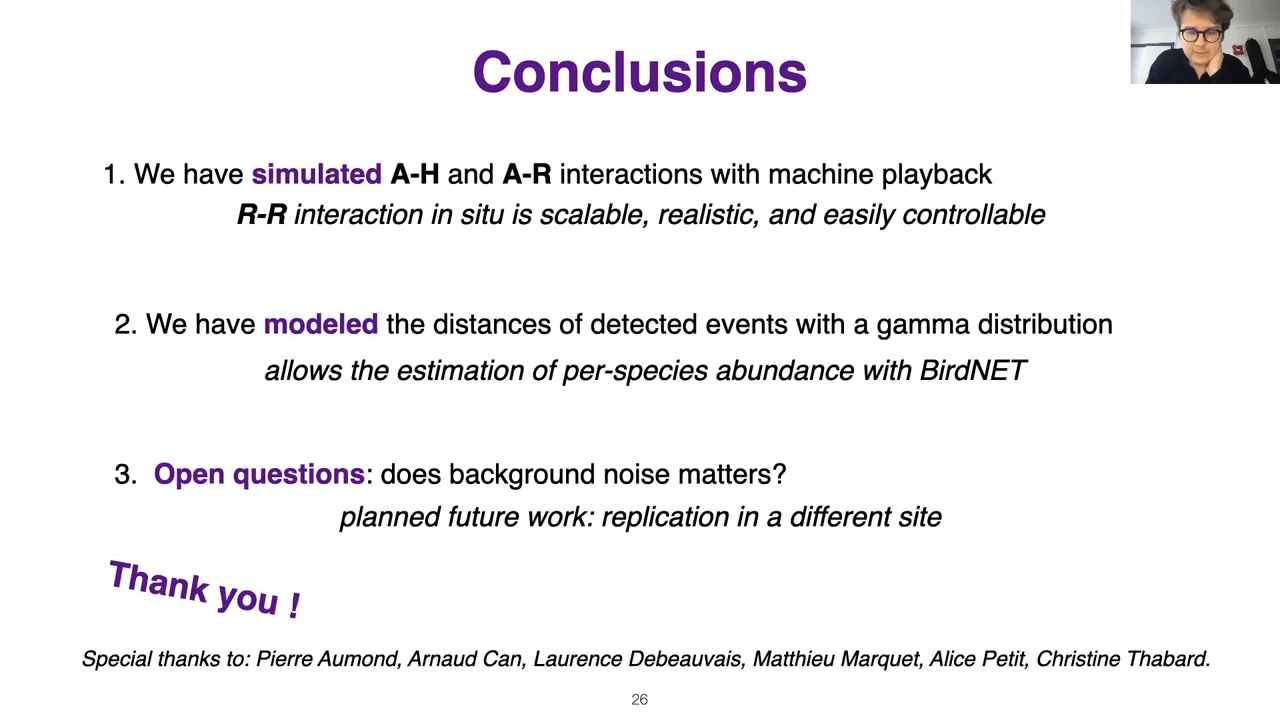 Conclusions
1. We have simulated A-H and A-R interactions with machine playback
R-R interaction in situ is scalable, realistic, and easily controllable
2. We have modeled the distances of detected events with a gamma distribution
allows the estimation of per-species abundance with BirdNET
3. Open questions: does background noise matters?
planned future work: replication in a different site
Thank you !
Special thanks to: Pierre Aumond, Arnaud Can, Laurence Debeauvais, Matthieu Marquet, Alice Petit, Christine Thabard.
26